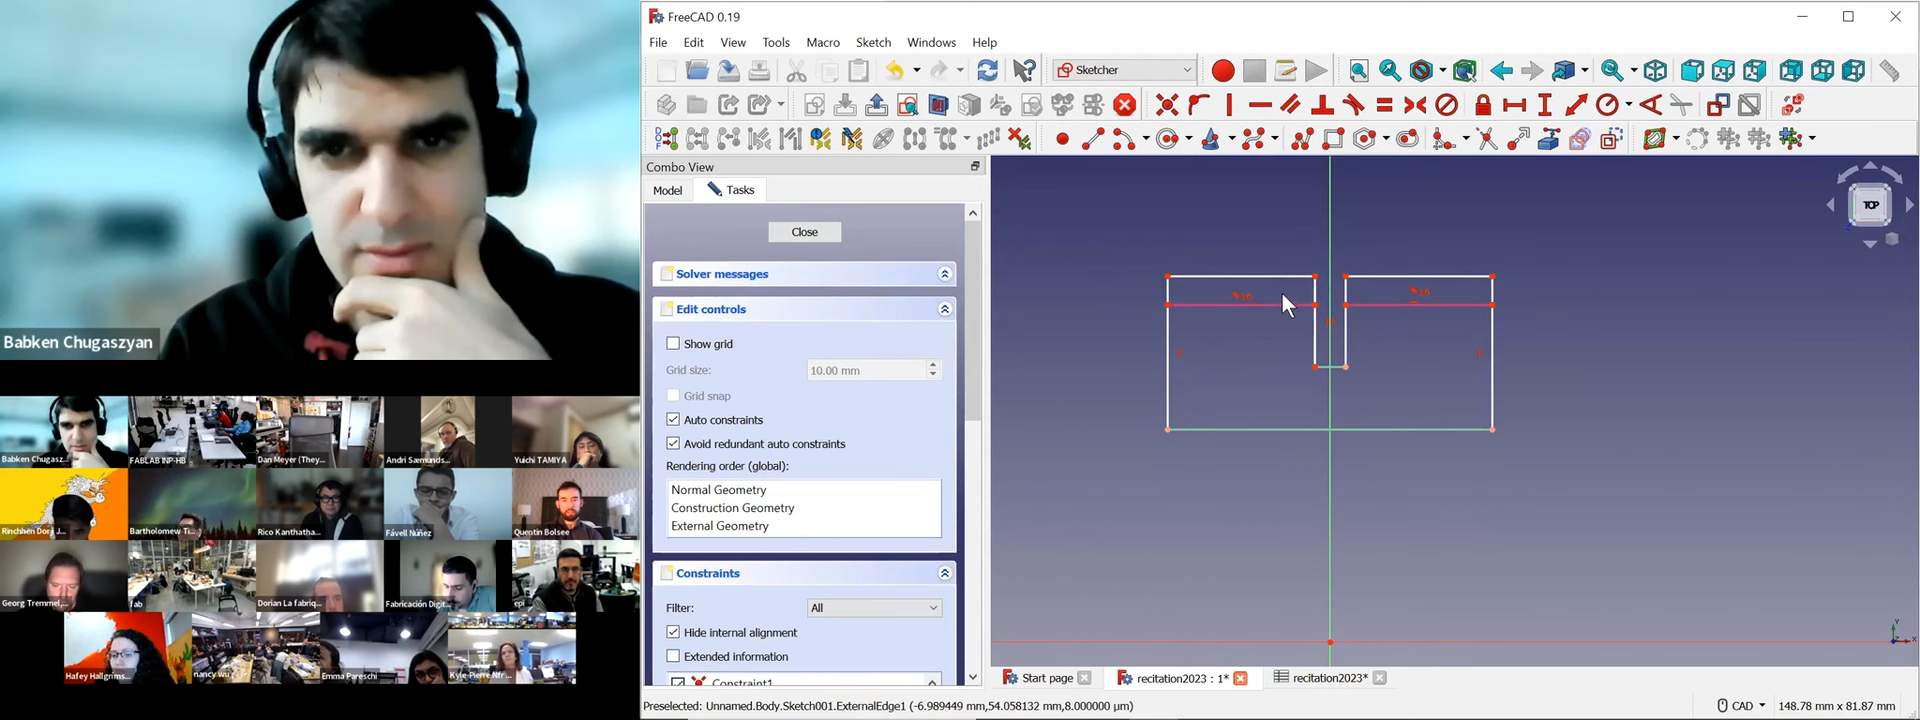 Babken Chugaszyan
Babken Chugasz...
FABLAB INP-HB
Dan Meyer (They...
Andri Sæmunds...
Yuichi TAMIYA
Rinchhen Dorj J...
Bartholomew Ti...
Rico Kanthatha...
Fávell Núñez
Quentin Bolsee
Georg Tremmel,...
fab
Dorian La fabriq...
Fabricación Digit...
epi
Hafey Hallgrims...
nancy wu
Emma Pareschi
Kyle-Pierre Nfr...
FreeCAD 0.19
File Edit View Tools Macro Sketch Windows Help
Sketcher
Combo View
Model Tasks
Close
Solver messages
Edit controls
Show grid
Grid size: 10.00 mm
Grid snap
Auto constraints
Avoid redundant auto constraints
Rendering order (global):
Normal Geometry
Construction Geometry
External Geometry
Constraints
Filter: All
Hide internal alignment
Extended information
Constraint1
TOP
Start page recitation2023 : 1* recitation2023*
Preselected: Unnamed.Body.Sketch001.ExternalEdge1 (-6.989449 mm,54.058132 mm,8.000000 μm)
CAD 148.78 mm x 81.87 mm